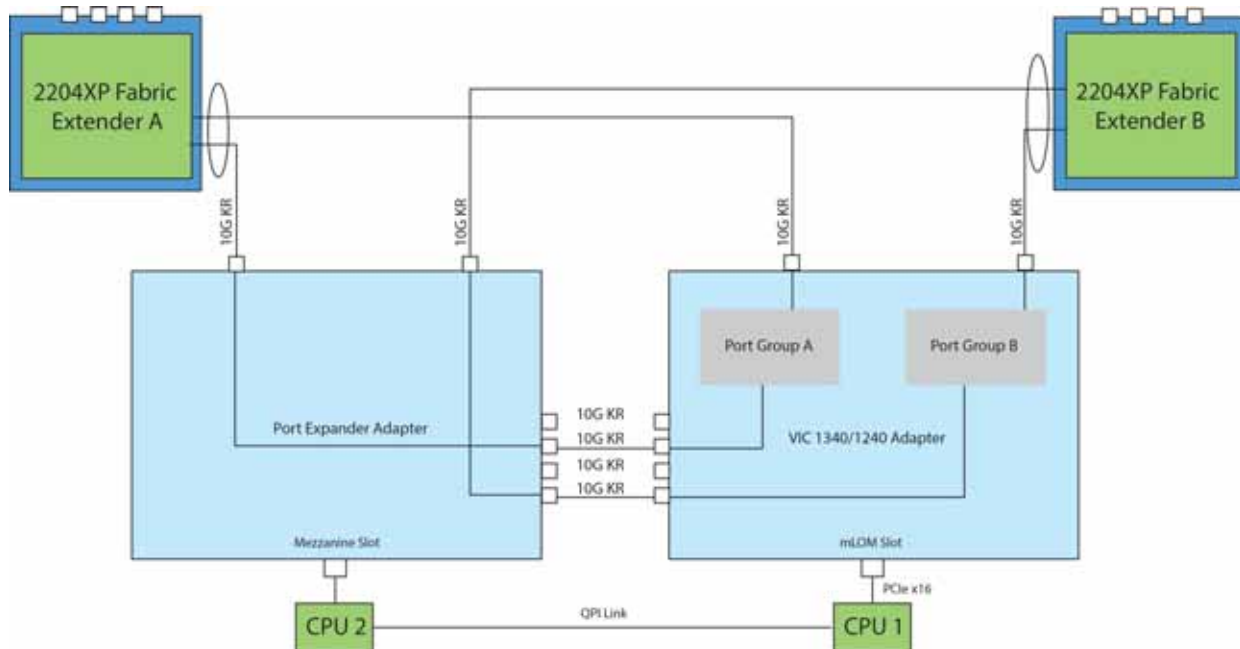 2204XP Fabric
Extender A
2204XP Fabric
Extender B
10G KR
10G KR
10G KR
10G KR
Port Group A
Port Group B
Port Expander Adapter
10G KR
10G KR
10G KR
10G KR
VIC 1340/1240 Adapter
Mezzanine Slot
mLOM Slot
PCIe x16
CPU 2
QPI Link
CPU 1